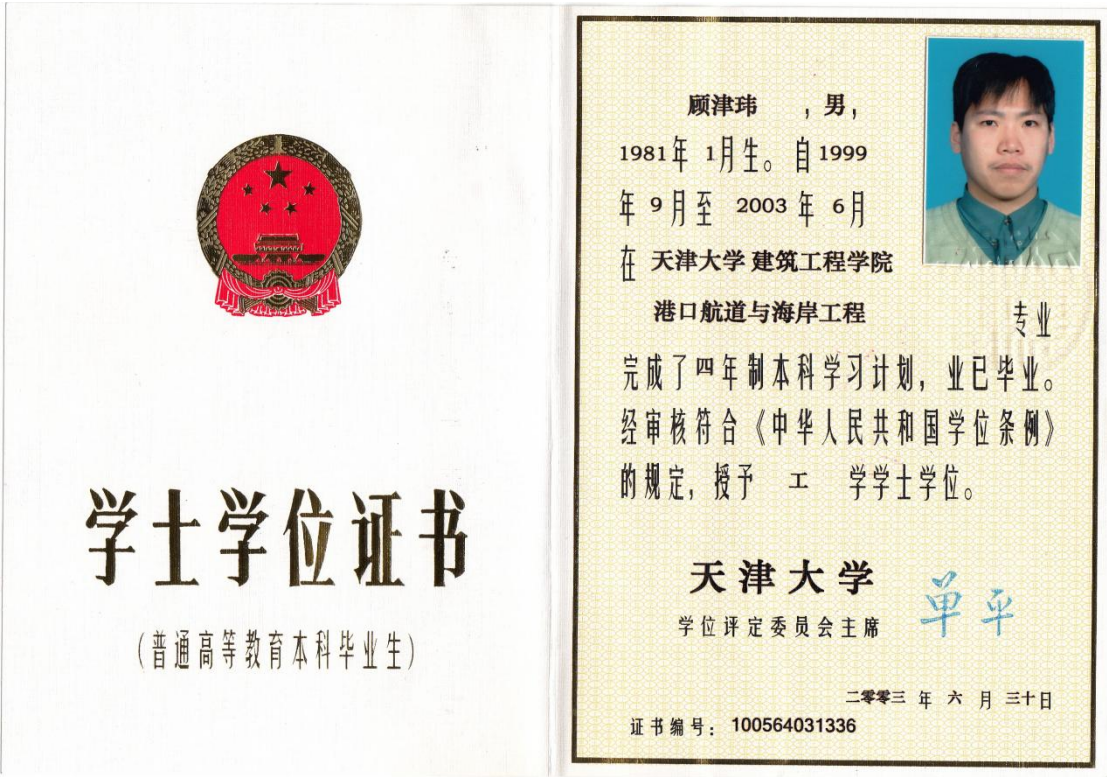 学士学位证书
(普通高等教育本科毕业生)
顾津玮 ，男，
1981年 1月生。自1999
年 9 月至 2003 年 6月
在 天津大学 建筑工程学院
港口航道与海岸工程 专业
完成了四年制本科学习计划，业已毕业。
经审核符合《中华人民共和国学位条例》
的规定，授予 工 学学士学位。
天津大学
学位评定委员会主席 单平
二零零三 年 六 月 三十日
证书编号：100564031336